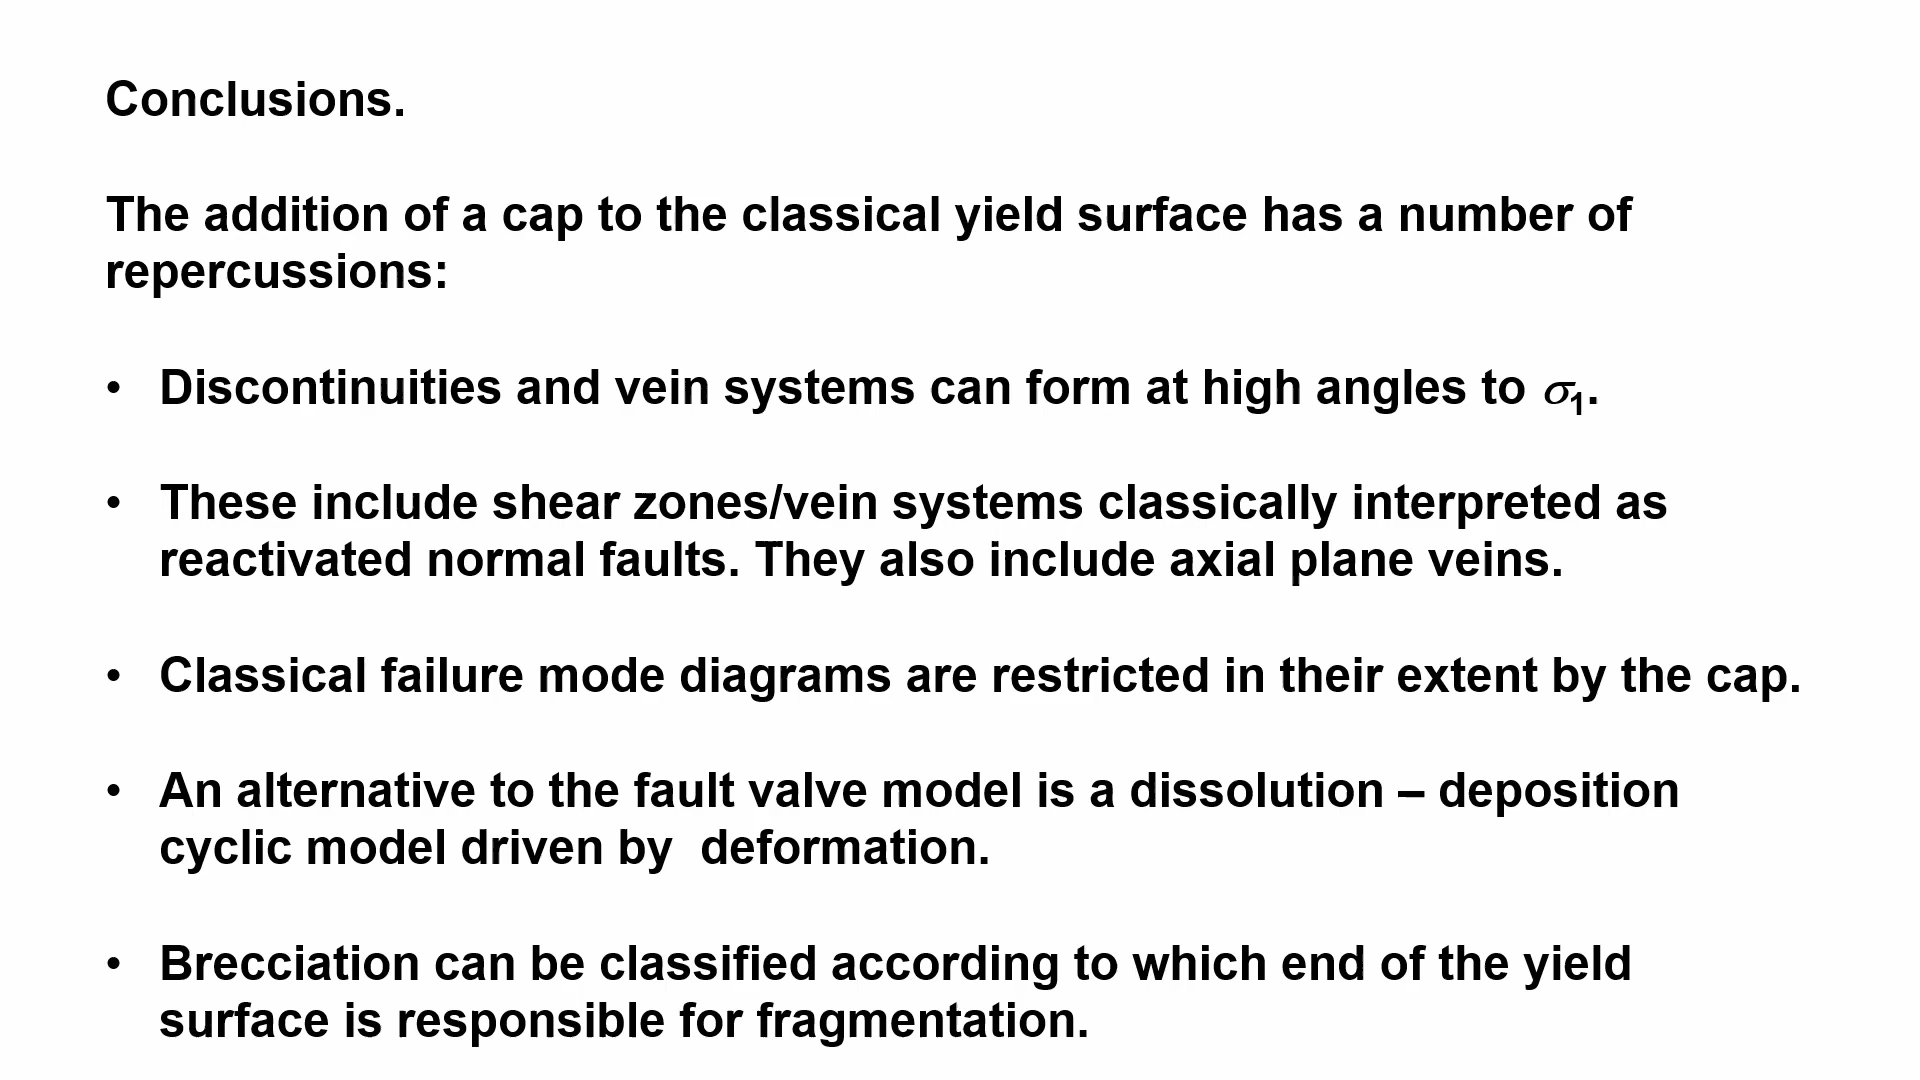 Conclusions.
The addition of a cap to the classical yield surface has a number of
repercussions:
• Discontinuities and vein systems can form at high angles to σ₁.
• These include shear zones/vein systems classically interpreted as
reactivated normal faults. They also include axial plane veins.
• Classical failure mode diagrams are restricted in their extent by the cap.
• An alternative to the fault valve model is a dissolution – deposition
cyclic model driven by  deformation.
• Brecciation can be classified according to which end of the yield
surface is responsible for fragmentation.